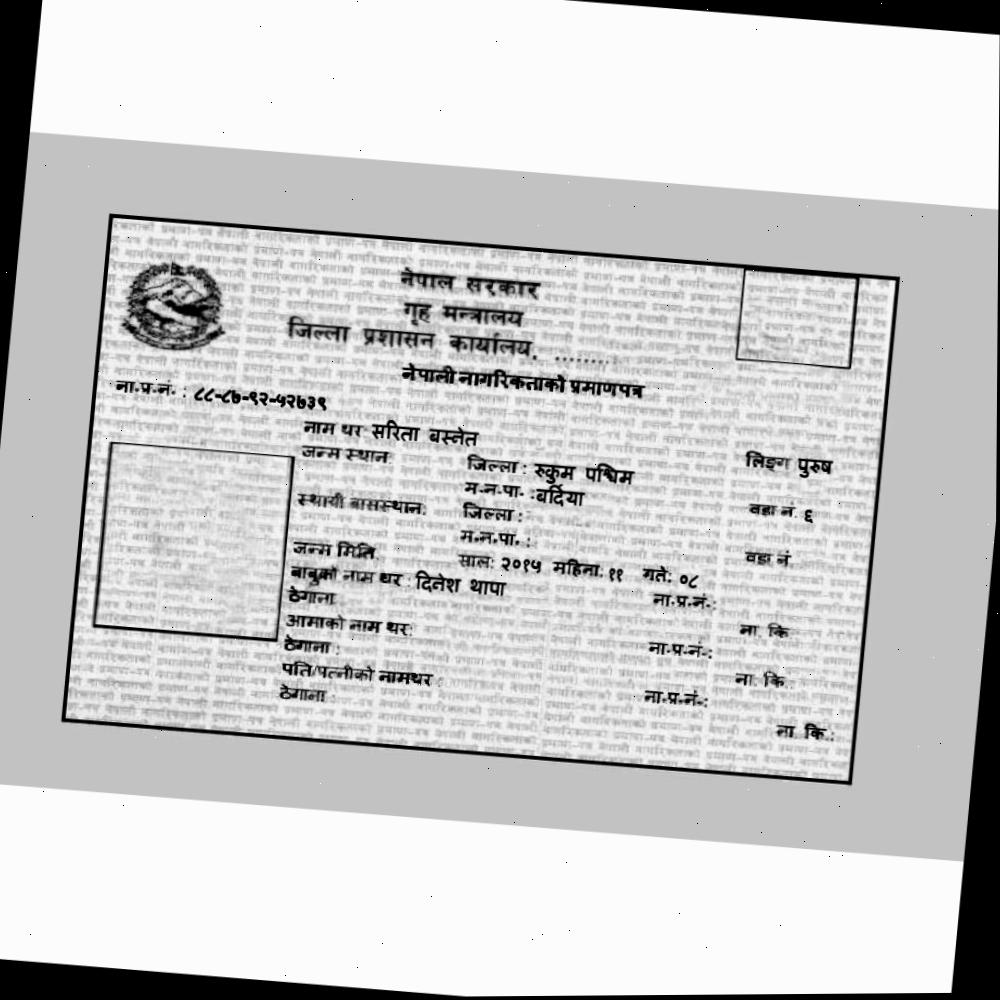 नेपाल सरकार
गृह मन्त्रालय
जिल्ला प्रशासन कार्यालय, ........
नेपाली नागरिकताको प्रमाणपत्र
ना.प्र.नं. : ८८-८७-९२-५२७३९
नाम थर: सरिता बस्नेत लिङ्ग पुरुष
जन्म स्थान: जिल्ला : रुकुम पश्चिम
म.न.पा. :बर्दिया वडा नं. ६
स्थायी बासस्थान: जिल्ला :
म.न.पा. : वडा नं
जन्म मिति: साल: २०१५ महिना: ११ गते: ०८
बाबुको नाम थर : दिनेश थापा ना.प्र.नं.:
ठेगाना ना. कि
आमाको नाम थर: ना.प्र.नं.:
ठेगाना : ना. कि.:
पति/पत्नीको नामथर : ना.प्र.नं.:
ठेगाना : ना कि.: